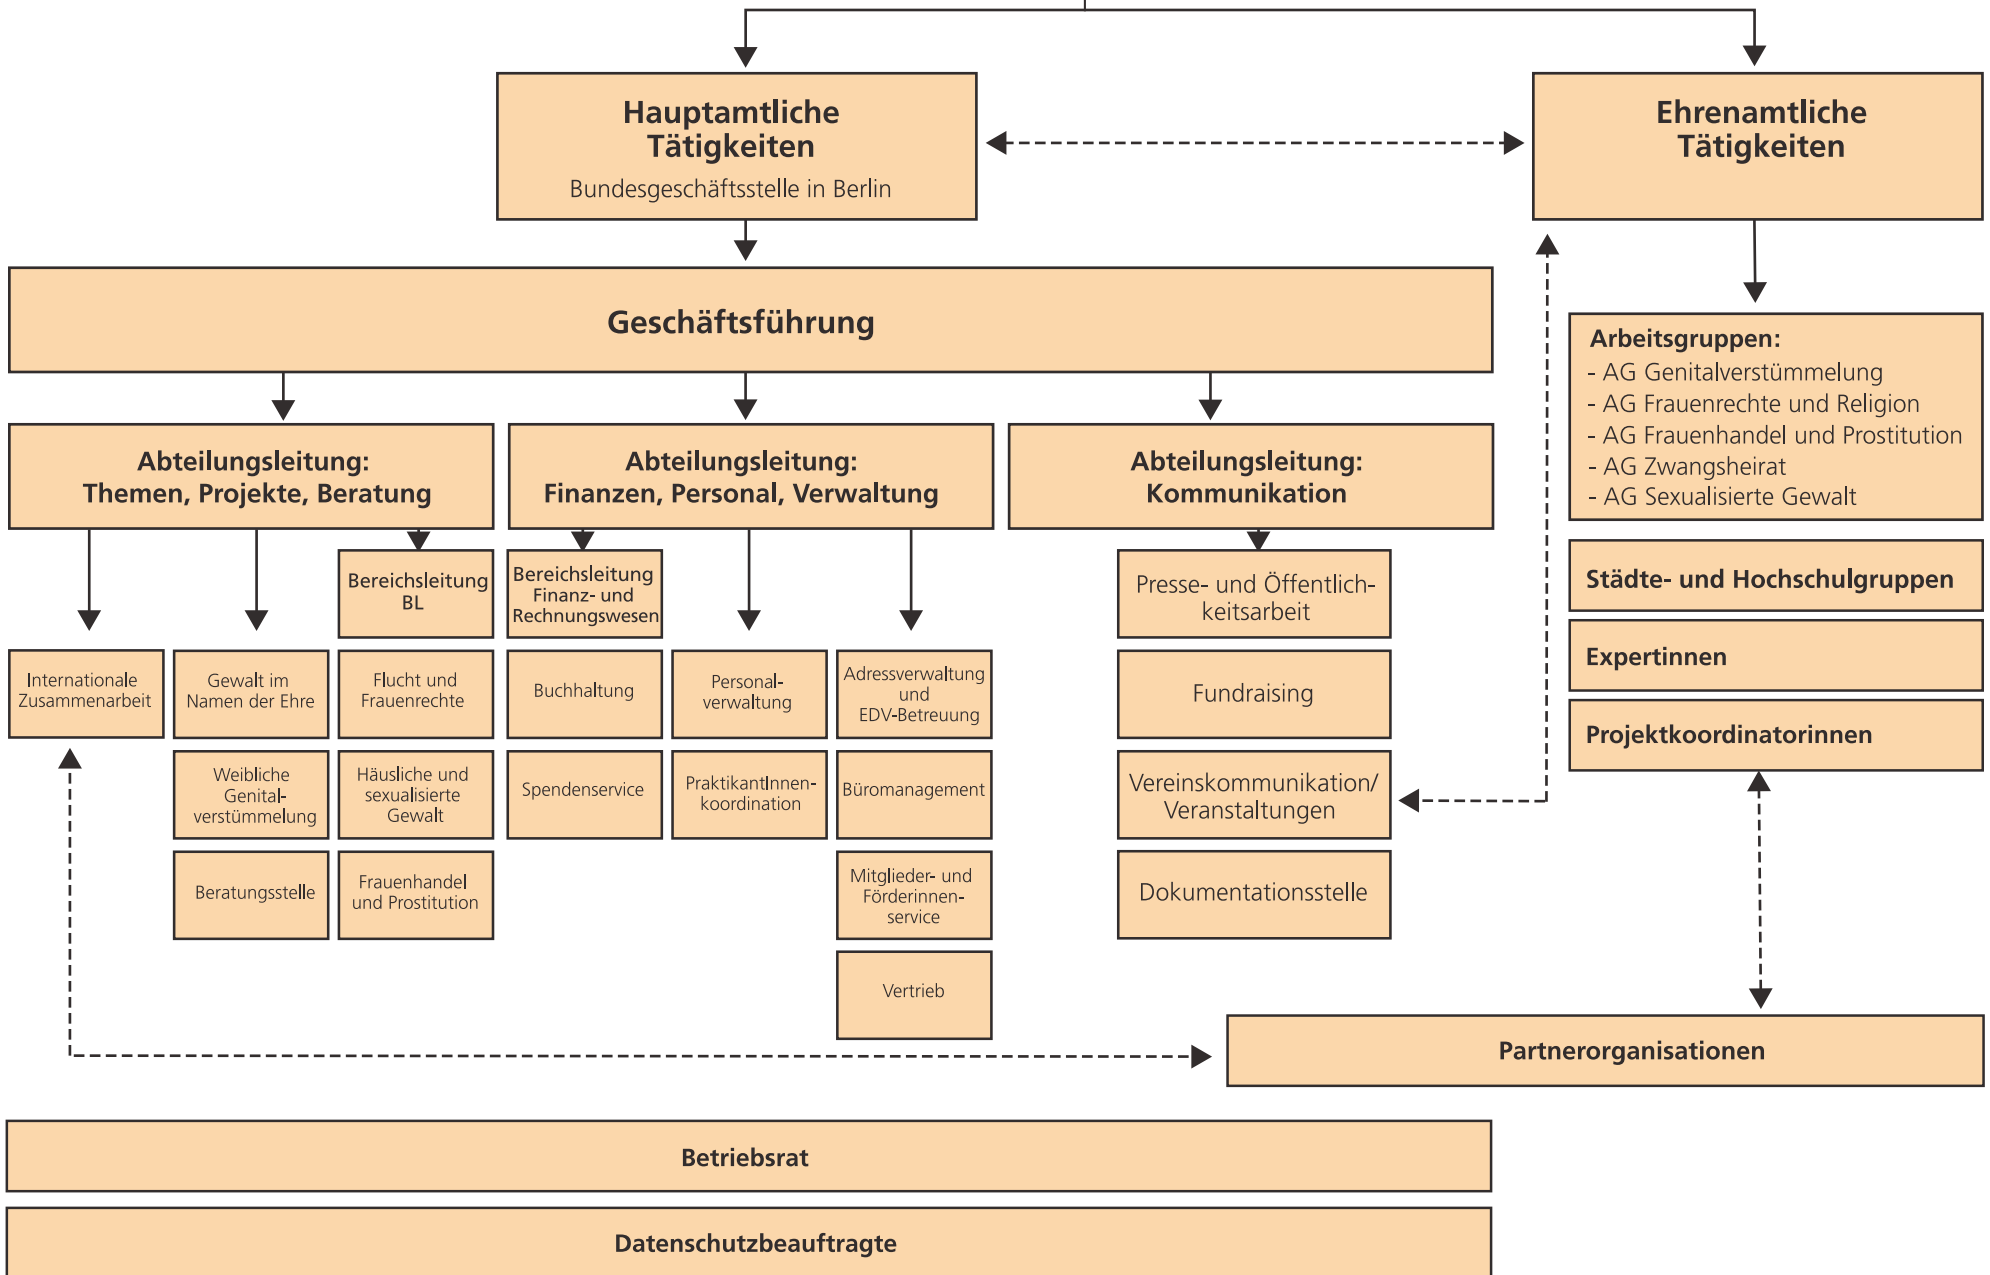 Hauptamtliche
Tätigkeiten
Bundesgeschäftsstelle in Berlin
Ehrenamtliche
Tätigkeiten
Geschäftsführung
Arbeitsgruppen:
- AG Genitalverstümmelung
- AG Frauenrechte und Religion
- AG Frauenhandel und Prostitution
- AG Zwangsheirat
- AG Sexualisierte Gewalt
Abteilungsleitung:
Themen, Projekte, Beratung
Abteilungsleitung:
Finanzen, Personal, Verwaltung
Abteilungsleitung:
Kommunikation
Bereichsleitung
BL
Bereichsleitung
Finanz- und
Rechnungswesen
Presse- und Öffentlich-
keitsarbeit
Städte- und Hochschulgruppen
Expertinnen
Projektkoordinatorinnen
Internationale
Zusammenarbeit
Gewalt im
Namen der Ehre
Flucht und
Frauenrechte
Buchhaltung
Personal-
verwaltung
Adressverwaltung
und
EDV-Betreuung
Fundraising
Weibliche
Genital-
verstümmelung
Häusliche und
sexualisierte
Gewalt
Spendenservice
PraktikantInnen-
koordination
Büromanagement
Vereinskommunikation/
Veranstaltungen
Beratungsstelle
Frauenhandel
und Prostitution
Mitglieder- und
Förderinnen-
service
Dokumentationsstelle
Vertrieb
Partnerorganisationen
Betriebsrat
Datenschutzbeauftragte